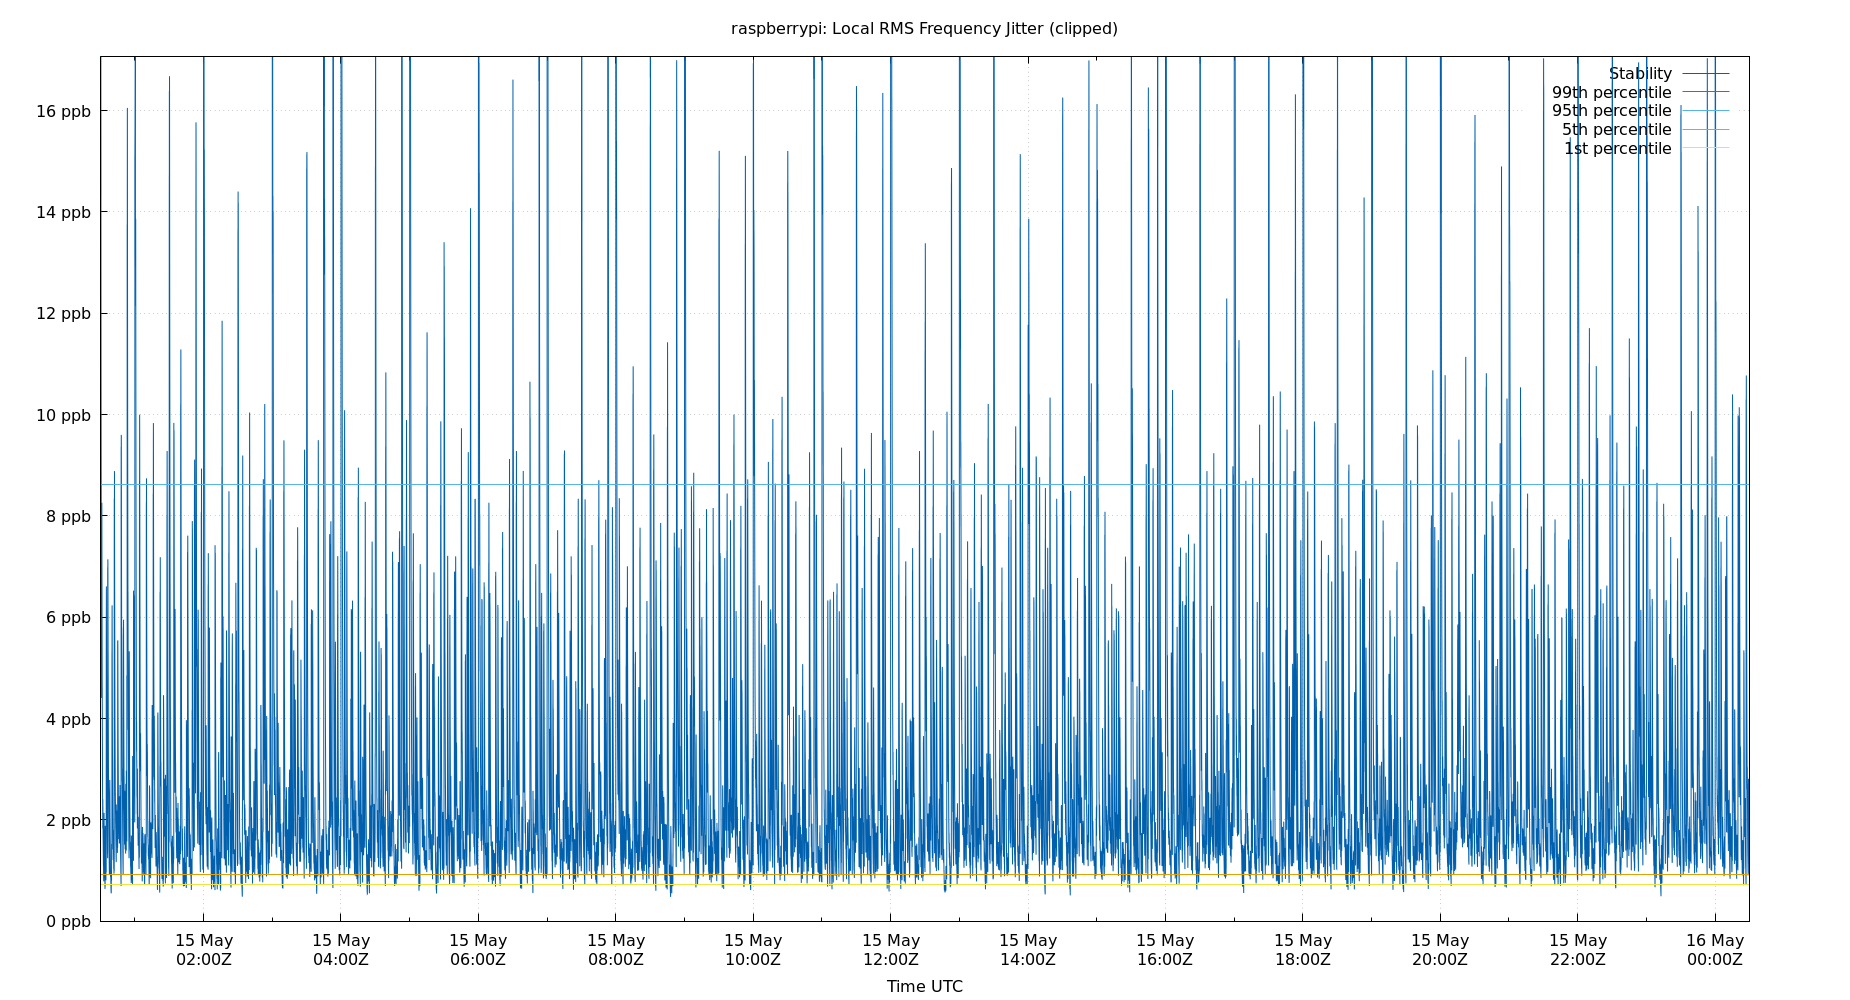 raspberrypi: Local RMS Frequency Jitter (clipped)
Stability
99th percentile
95th percentile
5th percentile
1st percentile
16 ppb
14 ppb
12 ppb
10 ppb
8 ppb
6 ppb
4 ppb
2 ppb
0 ppb
15 May 15 May 15 May 15 May 15 May 15 May 15 May 15 May 15 May 15 May 15 May 16 May
02:00Z 04:00Z 06:00Z 08:00Z 10:00Z 12:00Z 14:00Z 16:00Z 18:00Z 20:00Z 22:00Z 00:00Z
Time UTC